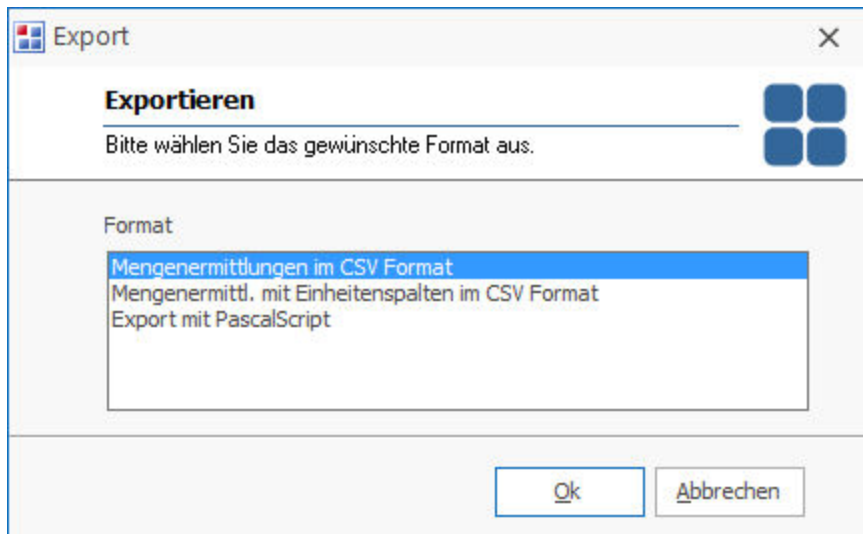 Export
Exportieren
Bitte wählen Sie das gewünschte Format aus.
Format
Mengenermittlungen im CSV Format
Mengenermittl. mit Einheitenspalten im CSV Format
Export mit PascalScript
Ok
Abbrechen